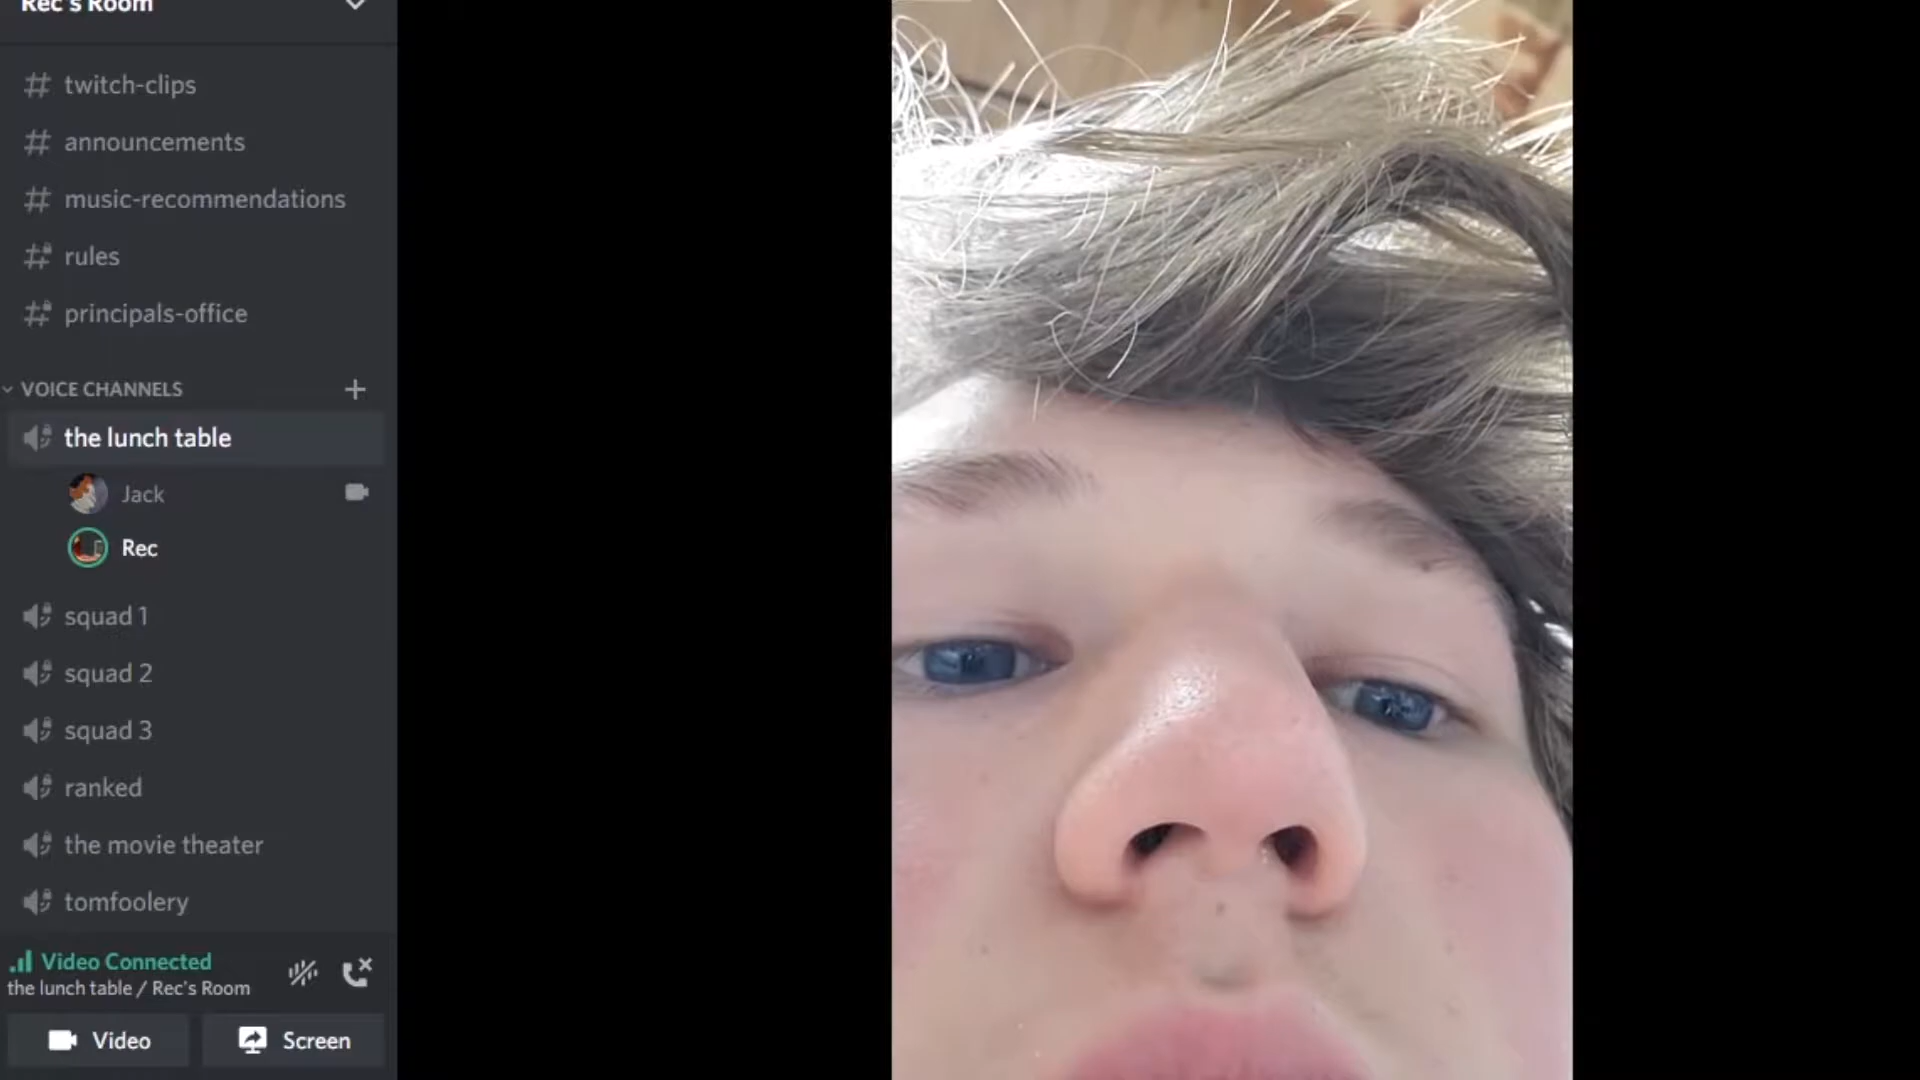 Rec's Room
twitch-clips
announcements
music-recommendations
rules
principals-office
VOICE CHANNELS
the lunch table
Jack
Rec
squad 1
squad 2
squad 3
ranked
the movie theater
tomfoolery
Video Connected
the lunch table / Rec's Room
Video
Screen